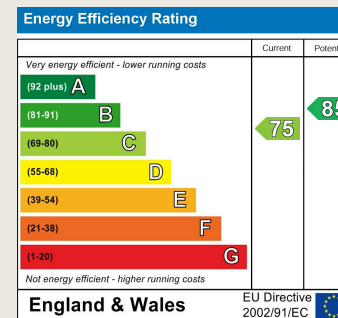 Energy Efficiency Rating
Current
Very energy efficient - lower running costs
(92 plus) A
(81-91) B
(69-80) C
(55-68) D
(39-54) E
(21-38) F
(1-20) G
75
Not energy efficient - higher running costs
England & Wales
EU Directive
2002/91/EC